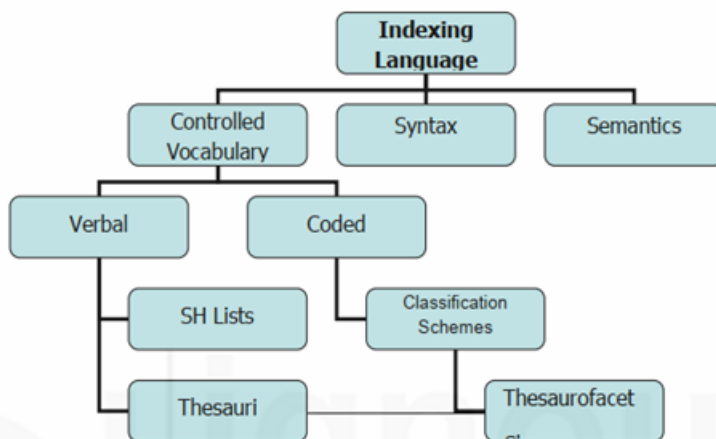 Indexing
Language
Controlled
Vocabulary
Syntax
Semantics
Verbal
Coded
SH Lists
Classification
Schemes
Thesauri
Thesaurofacet